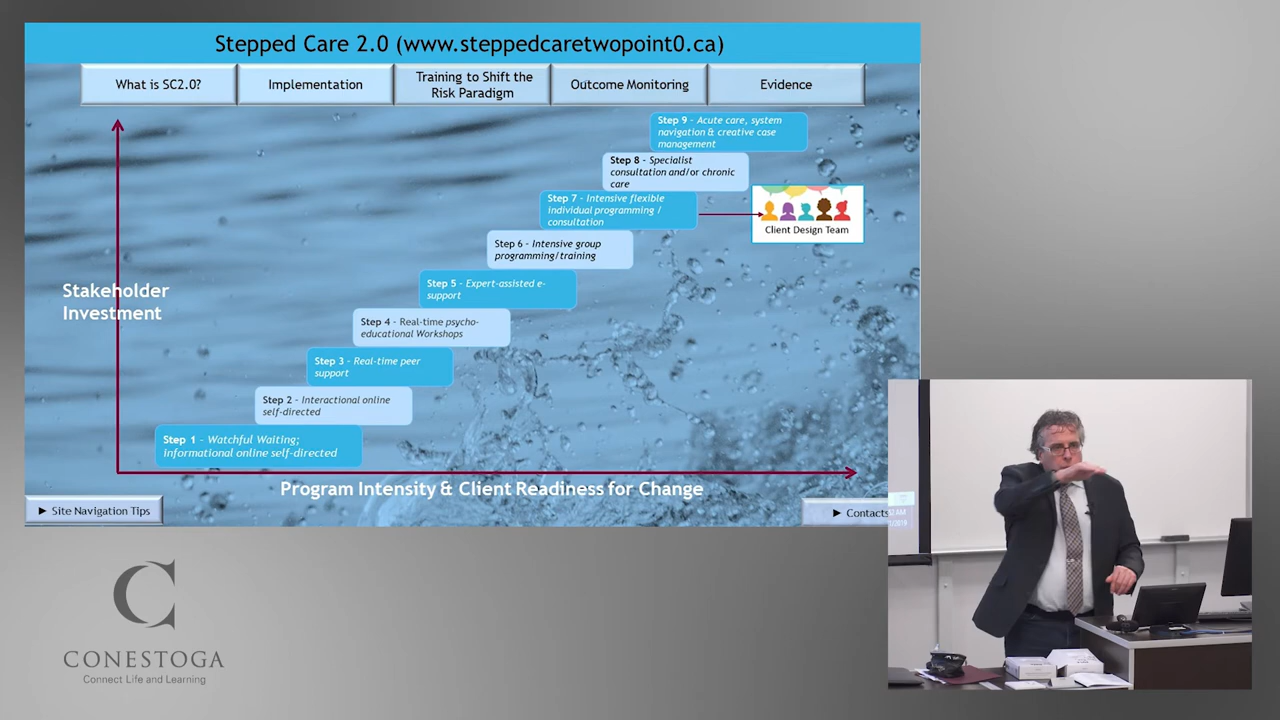 Stepped Care 2.0 (www.steppedcaretwopoint0.ca)
What is SC2.0?
Implementation
Training to Shift the
Risk Paradigm
Outcome Monitoring
Evidence
Step 9 - Acute care, system
navigation & creative case
management
Step 8 - Specialist
consultation and/or chronic
care
Step 7 - Intensive flexible
individual programming /
consultation
Client Design Team
Step 6 - Intensive group
programming/training
Step 5 - Expert-assisted e-
support
Stakeholder
Investment
Step 4 - Real-time psycho-
educational Workshops
Step 3 - Real-time peer
support
Step 2 - Interactional online
self-directed
Step 1 - Watchful Waiting;
informational online self-directed
Program Intensity & Client Readiness for Change
► Site Navigation Tips
► Contacts
AM
/2019
CONESTOGA
Connect Life and Learning